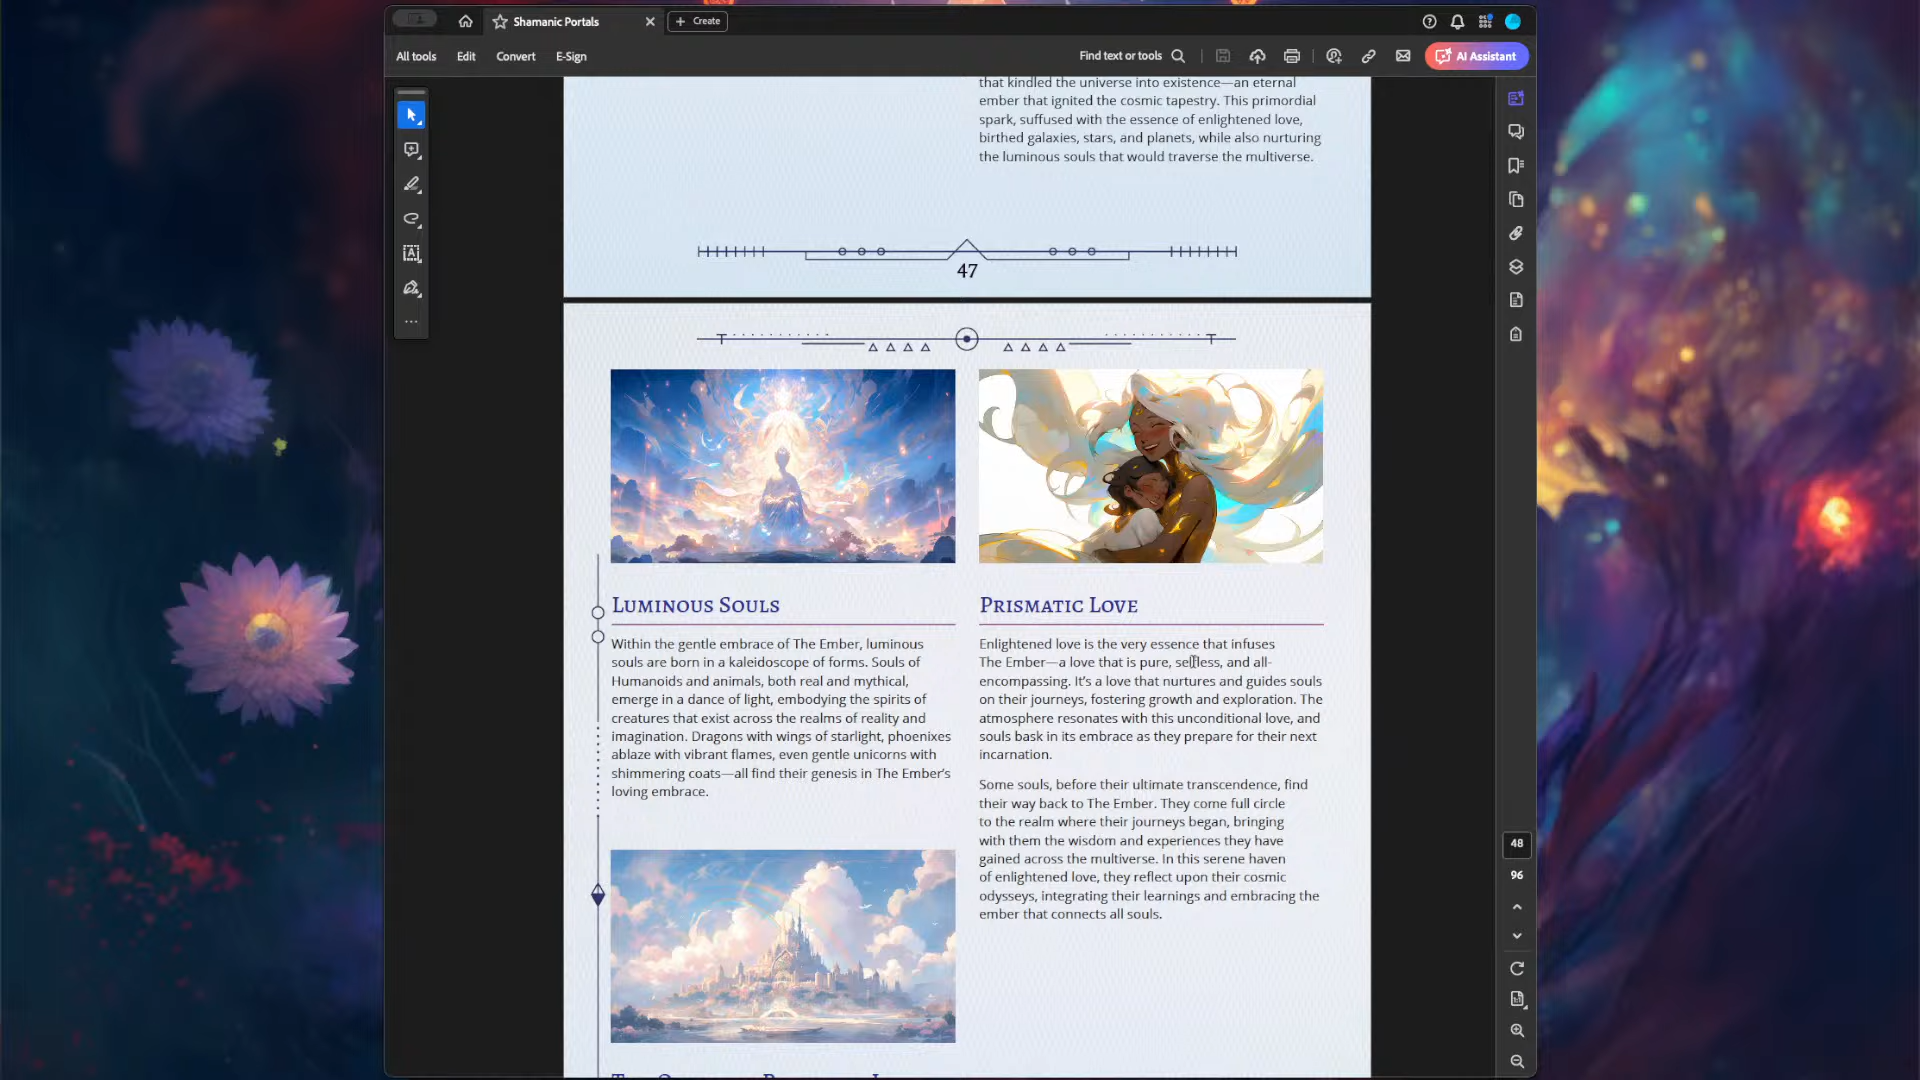 Shamanic Portals
Create
All tools
Edit
Convert
E-Sign
Find text or tools
AI Assistant
that kindled the universe into existence—an eternal
ember that ignited the cosmic tapestry. This primordial
spark, suffused with the essence of enlightened love,
birthed galaxies, stars, and planets, while also nurturing
the luminous souls that would traverse the multiverse.
47
Luminous Souls
Within the gentle embrace of The Ember, luminous
souls are born in a kaleidoscope of forms. Souls of
Humanoids and animals, both real and mythical,
emerge in a dance of light, embodying the spirits of
creatures that exist across the realms of reality and
imagination. Dragons with wings of starlight, phoenixes
ablaze with vibrant flames, even gentle unicorns with
shimmering coats—all find their genesis in The Ember’s
loving embrace.
Prismatic Love
Enlightened love is the very essence that infuses
The Ember—a love that is pure, selfless, and all-
encompassing. It’s a love that nurtures and guides souls
on their journeys, fostering growth and exploration. The
atmosphere resonates with this unconditional love, and
souls bask in its embrace as they prepare for their next
incarnation.
Some souls, before their ultimate transcendence, find
their way back to The Ember. They come full circle
to the realm where their journeys began, bringing
with them the wisdom and experiences they have
gained across the multiverse. In this serene haven
of enlightened love, they reflect upon their cosmic
odysseys, integrating their learnings and embracing the
ember that connects all souls.
48
96